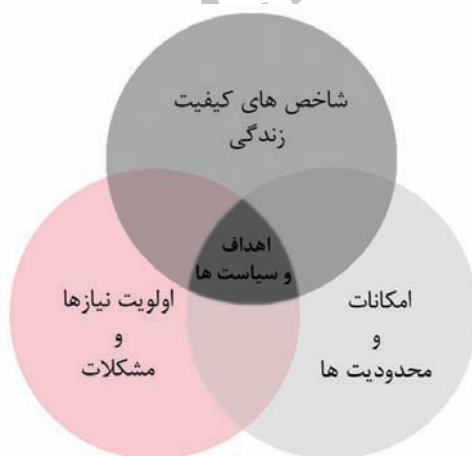 شاخص های کیفیت
زندگی
اهداف
و سیاست ها
امکانات
و
محدودیت ها
اولویت نیازها
و
مشکلات